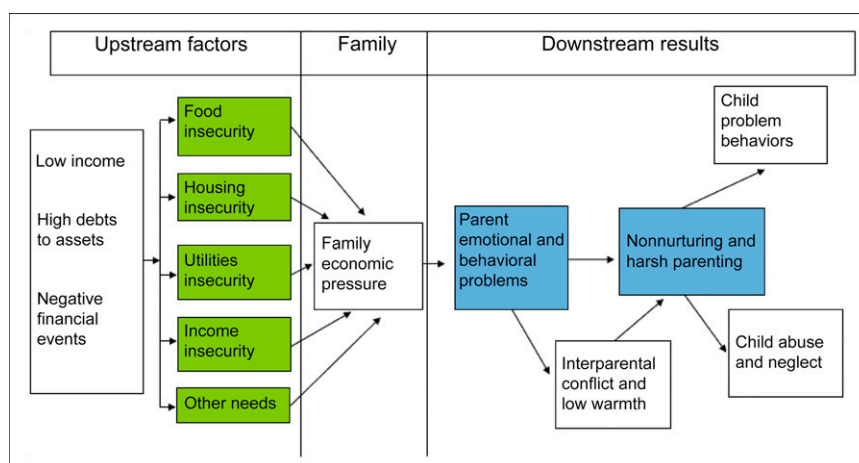 Upstream factors
Family
Downstream results
Low income
High debts
to assets
Negative
financial
events
Food
insecurity
Housing
insecurity
Utilities
insecurity
Income
insecurity
Other needs
Family
economic
pressure
Parent
emotional and
behavioral
problems
Interparental
conflict and
low warmth
Nonnurturing and
harsh parenting
Child
problem
behaviors
Child abuse
and neglect